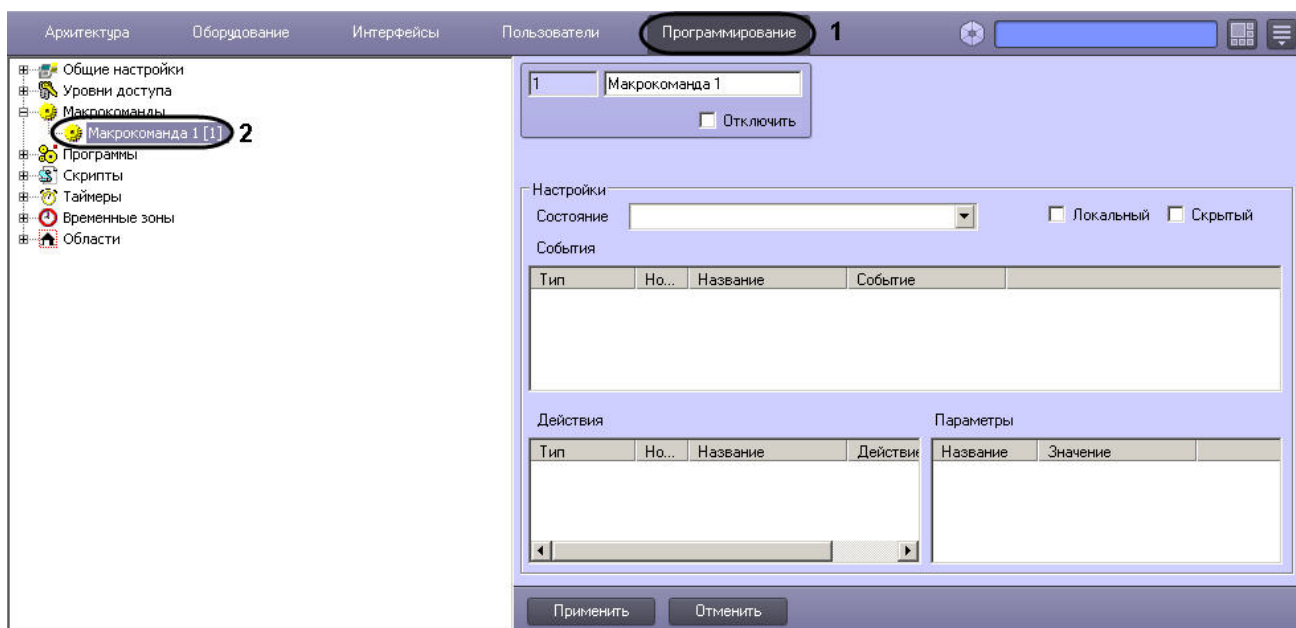 Архитектура Оборудование Интерфейсы Пользователи Программирование 1
Общие настройки
Уровни доступа
Макрокоманды
Макрокоманда 1 [1] 2
Программы
Скрипты
Таймеры
Временные зоны
Области
1 Макрокоманда 1
Отключить
Настройки
Состояние Локальный Скрытый
События
Тип Но... Название Событие
Действия Параметры
Тип Но... Название Действие Название Значение
Применить Отменить